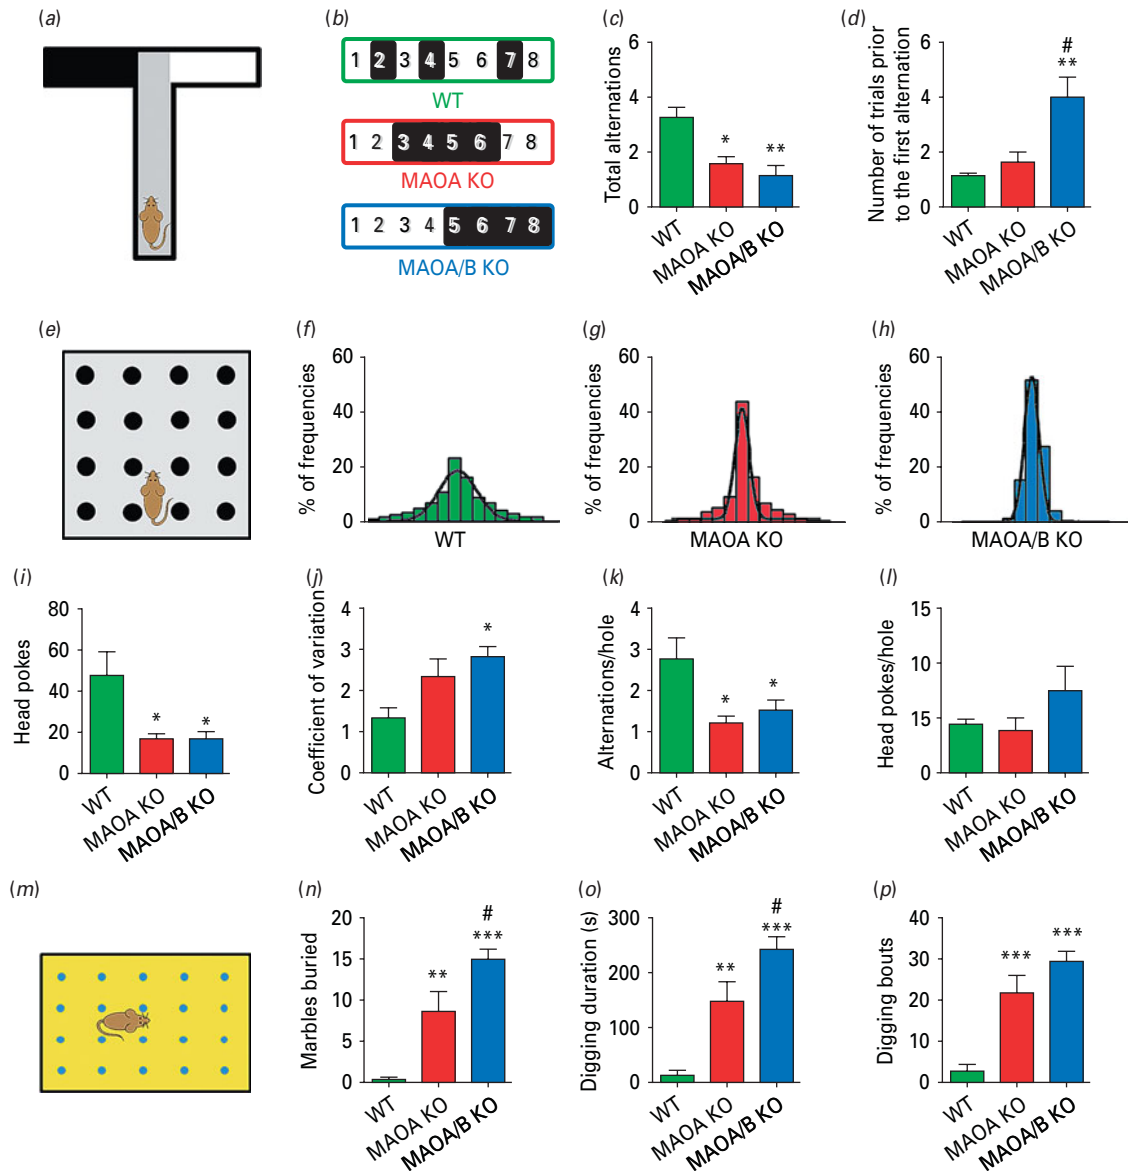 (a)
(b)
1 2 3 4 5 6 7 8
WT
1 2 3 4 5 6 7 8
MAOA KO
1 2 3 4 5 6 7 8
MAOA/B KO
(c)
Total alternations
6
4
2
0
WT
MAOA KO
MAOA/B KO
*
**
(d)
Number of trials prior
to the first alternation
6
4
2
0
WT
MAOA KO
MAOA/B KO
#
**
(e)
(f)
% of frequencies
60
40
20
0
WT
(g)
% of frequencies
60
40
20
0
MAOA KO
(h)
% of frequencies
60
40
20
0
MAOA/B KO
(i)
Head pokes
80
60
40
20
0
WT
MAOA KO
MAOA/B KO
*
*
(j)
Coefficient of variation
4
3
2
1
0
WT
MAOA KO
MAOA/B KO
*
(k)
Alternations/hole
4
3
2
1
0
WT
MAOA KO
MAOA/B KO
*
*
(l)
Head pokes/hole
15
10
15
0
WT
MAOA KO
MAOA/B KO
(m)
(n)
Marbles buried
20
15
10
5
0
WT
MAOA KO
MAOA/B KO
**
#
***
(o)
Digging duration (s)
300
200
100
0
WT
MAOA KO
MAOA/B KO
**
#
***
(p)
Digging bouts
40
30
20
10
0
WT
MAOA KO
MAOA/B KO
***
***